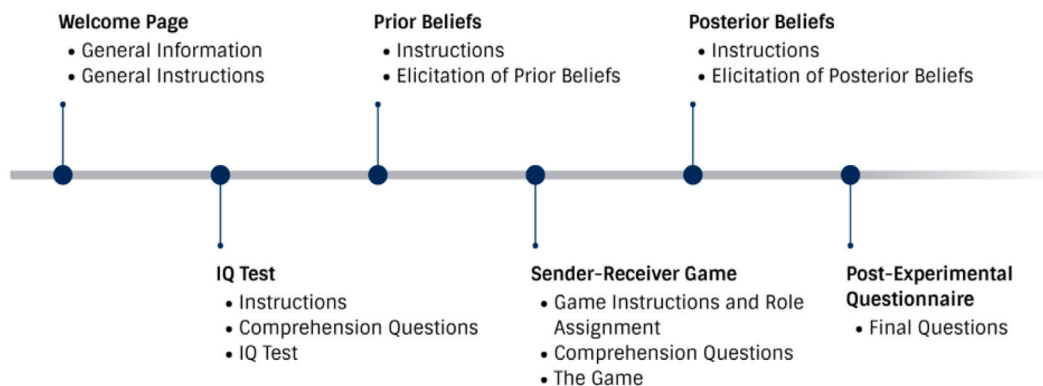 Welcome Page
• General Information
• General Instructions
Prior Beliefs
• Instructions
• Elicitation of Prior Beliefs
Posterior Beliefs
• Instructions
• Elicitation of Posterior Beliefs
IQ Test
• Instructions
• Comprehension Questions
• IQ Test
Sender-Receiver Game
• Game Instructions and Role
Assignment
• Comprehension Questions
• The Game
Post-Experimental
Questionnaire
• Final Questions